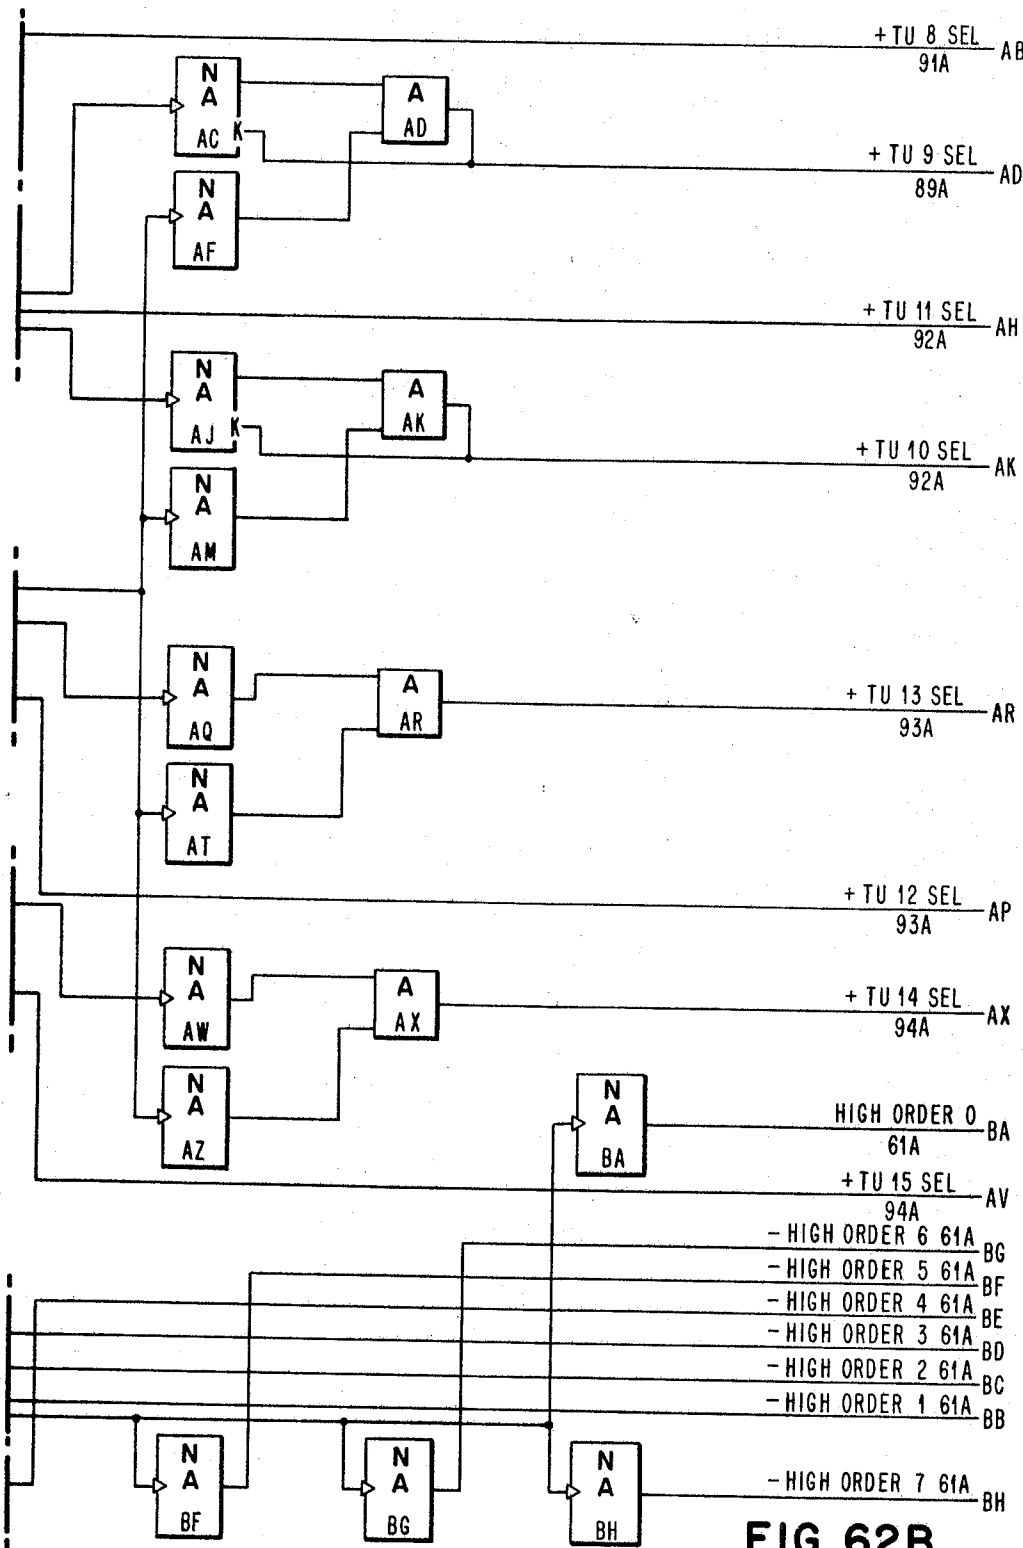 + TU 8 SEL AB
91A
N
A
AC K
A
AD
+ TU 9 SEL AD
89A
N
A
AF
+ TU 11 SEL AH
92A
N
A
AJ K
A
AK
+ TU 10 SEL AK
92A
N
A
AM
N
A
AQ
A
AR
+ TU 13 SEL AR
93A
N
A
AT
+ TU 12 SEL AP
93A
N
A
AW
A
AX
+ TU 14 SEL AX
94A
N
A
AZ
N
A
BA
HIGH ORDER 0 BA
61A
+ TU 15 SEL AV
94A
- HIGH ORDER 6 61A BG
- HIGH ORDER 5 61A BF
- HIGH ORDER 4 61A BE
- HIGH ORDER 3 61A BD
- HIGH ORDER 2 61A BC
- HIGH ORDER 1 61A BB
N
A
BF
N
A
BG
N
A
BH
- HIGH ORDER 7 61A BH
FIG. 62B